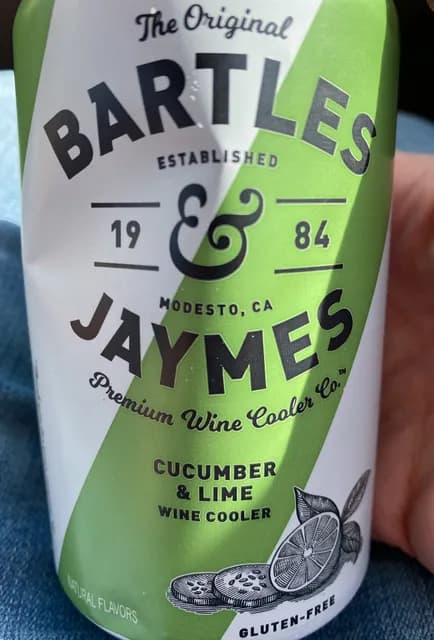 The Original
BARTLES
ESTABLISHED
19 & 84
MODESTO, CA
JAYMES
Premium Wine Cooler Co.™
CUCUMBER
& LIME
WINE COOLER
NATURAL FLAVORS
GLUTEN-FREE